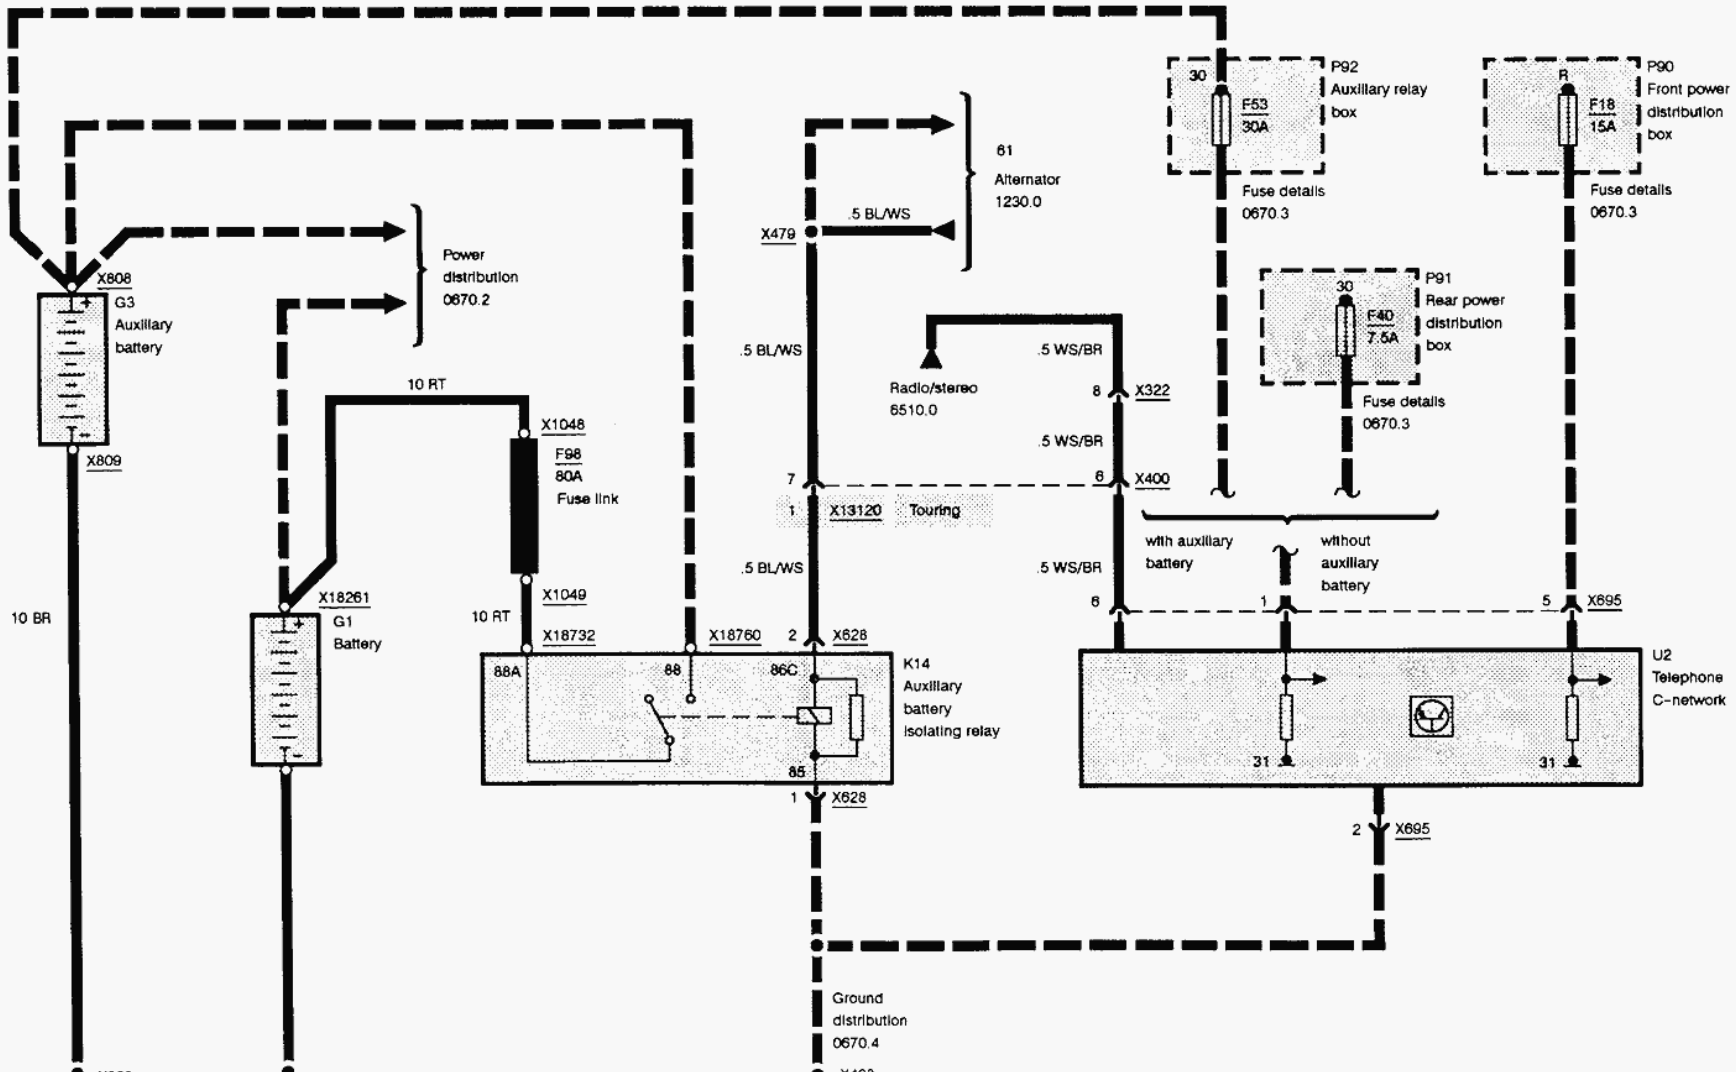 30
F53
30A
P92
Auxiliary relay
box
Fuse details
0670.3
R
F18
15A
P90
Front power
distribution
box
Fuse details
0670.3
61
Alternator
1230.0
.5 BL/WS
X479
Power
distribution
0670.2
X808
+
G3
Auxiliary
battery
-
X809
30
F40
7.5A
P91
Rear power
distribution
box
Fuse details
0670.3
.5 BL/WS
.5 WS/BR
Radio/stereo
6510.0
8
X322
10 RT
X1048
F98
80A
Fuse link
.5 WS/BR
7
6
X400
1
X13120
Touring
with auxiliary
battery
without
auxiliary
battery
.5 BL/WS
.5 WS/BR
X1049
10 RT
10 BR
X18261
+
G1
Battery
-
6
1
5
X695
X18732
X18760
2
X628
88A
88
86C
85
K14
Auxiliary
battery
isolating relay
U2
Telephone
C-network
31
31
1
X628
2
X695
Ground
distribution
0670.4